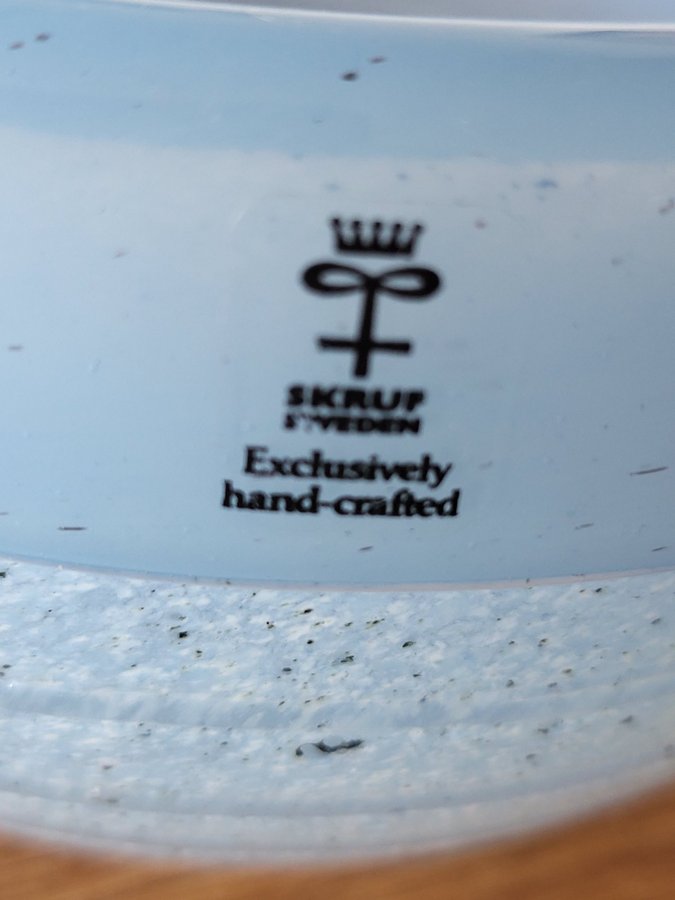 SKRUF
SWEDEN
Exclusively
hand-crafted